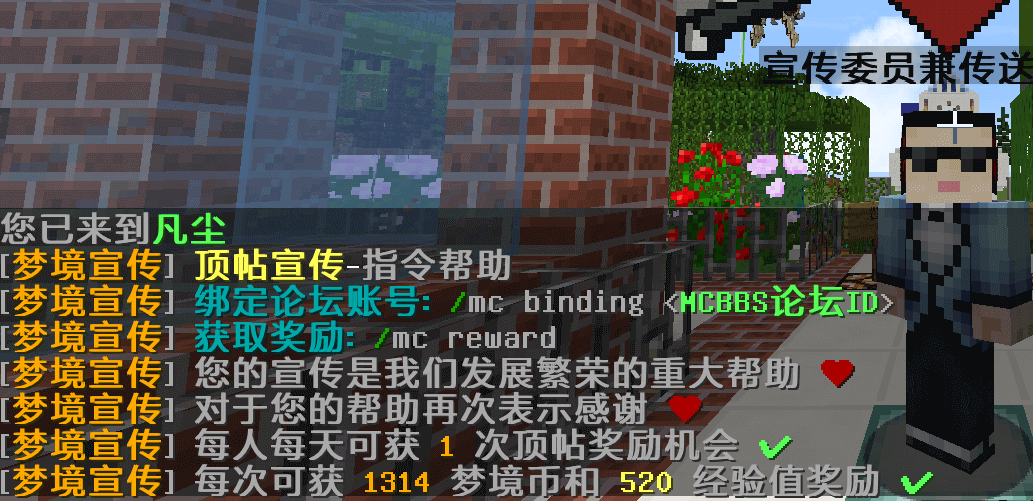 宣传委员兼传送
您已来到凡尘
[梦境宣传] 顶帖宣传-指令帮助
[梦境宣传] 绑定论坛账号: /mc binding <MCBBS论坛ID>
[梦境宣传] 获取奖励: /mc reward
[梦境宣传] 您的宣传是我们发展繁荣的重大帮助 ❤
[梦境宣传] 对于您的帮助再次表示感谢 ❤
[梦境宣传] 每人每天可获 1 次顶帖奖励机会 ✔
[梦境宣传] 每次可获 1314 梦境币和 520 经验值奖励 ✔